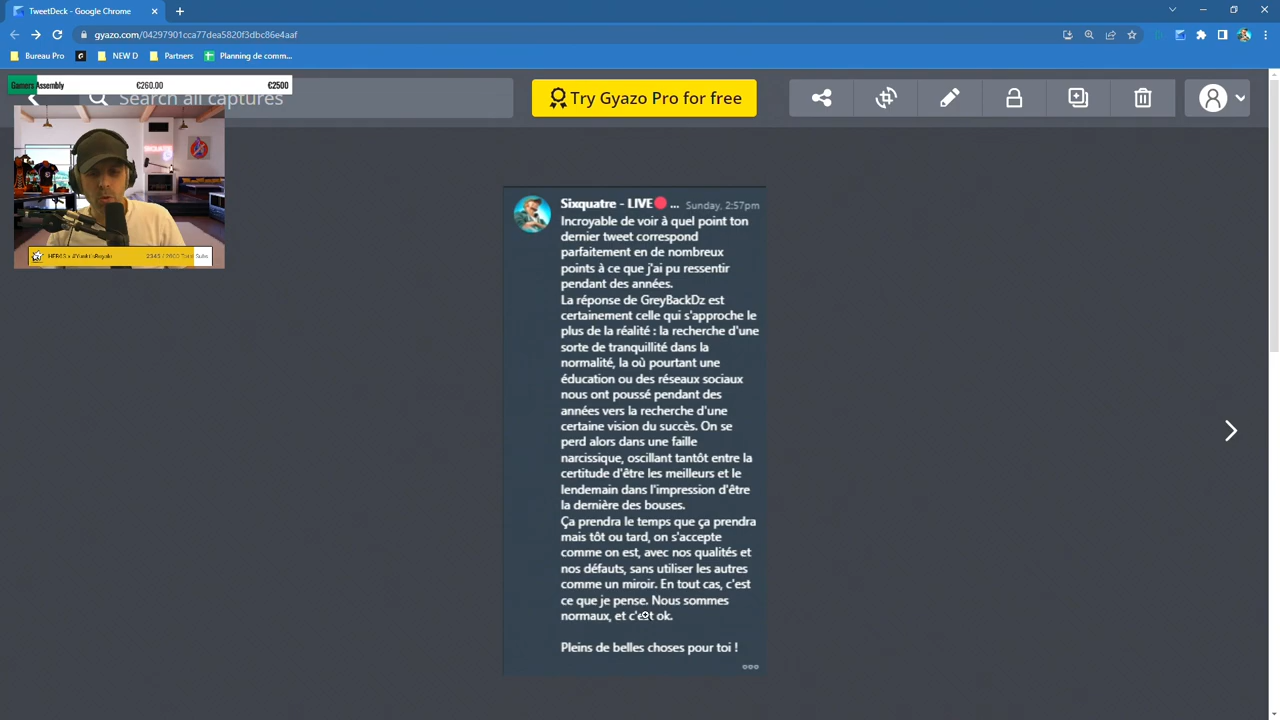 TweetDeck - Google Chrome
gyazo.com/04297901cca77dea5820f3dbc86e4aaf
Bureau Pro
NEW D
Partners
Planning de comm...
Gamers Assembly €260.00 €2500
Search all captures
Try Gyazo Pro for free
Sixquatre - LIVE🔴 ... Sunday, 2:57pm
Incroyable de voir à quel point ton
dernier tweet correspond
parfaitement en de nombreux
points à ce que j'ai pu ressentir
pendant des années.
La réponse de GreyBackDz est
certainement celle qui s'approche le
plus de la réalité : la recherche d'une
sorte de tranquillité dans la
normalité, la où pourtant une
éducation ou des réseaux sociaux
nous ont poussé pendant des
années vers la recherche d'une
certaine vision du succès. On se
perd alors dans une faille
narcissique, oscillant tantôt entre la
certitude d'être les meilleurs et le
lendemain dans l'impression d'être
la dernière des bouses.
Ça prendra le temps que ça prendra
mais tôt ou tard, on s'accepte
comme on est, avec nos qualités et
nos défauts, sans utiliser les autres
comme un miroir. En tout cas, c'est
ce que je pense. Nous sommes
normaux, et c'est ok.
Pleins de belles choses pour toi !